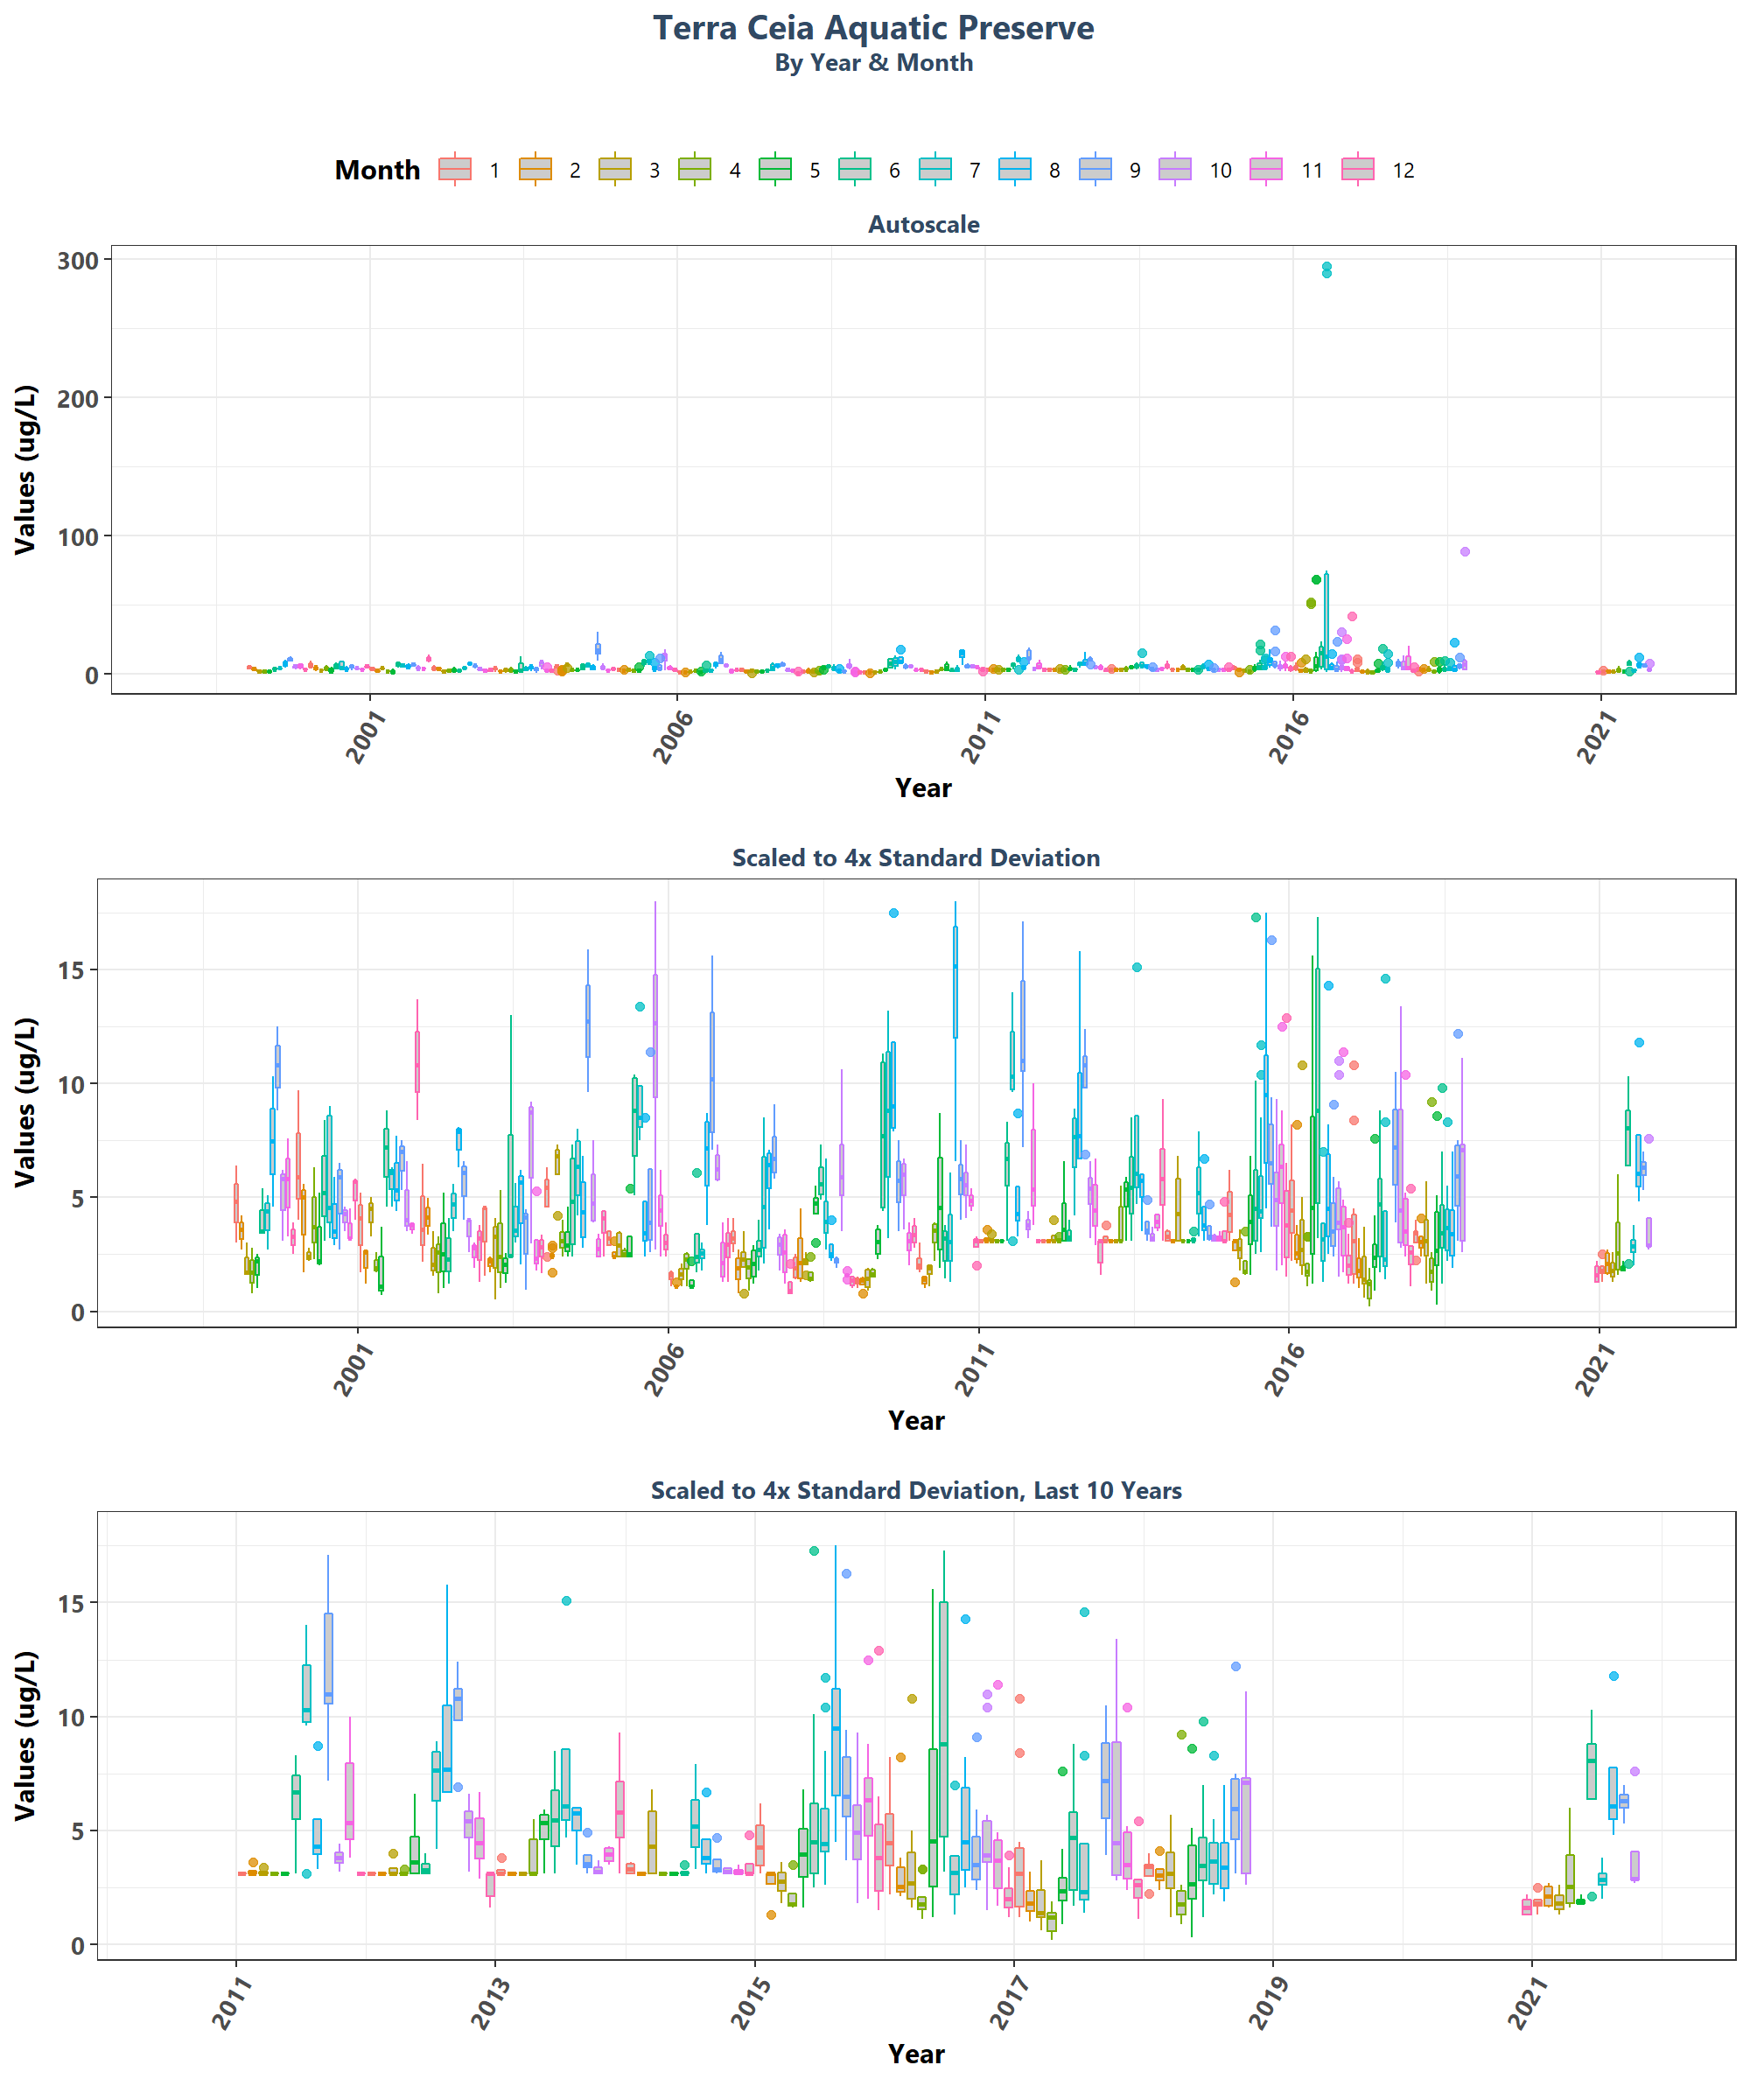 Terra Ceia Aquatic Preserve
By Year & Month
Month 1 2 3 4 5 6 7 8 9 10 11 12
Autoscale
Values (ug/L)
300
200
100
0
2001 2006 2011 2016 2021
Year
Scaled to 4x Standard Deviation
Values (ug/L)
15
10
5
0
2001 2006 2011 2016 2021
Year
Scaled to 4x Standard Deviation, Last 10 Years
Values (ug/L)
15
10
5
0
2011 2013 2015 2017 2019 2021
Year